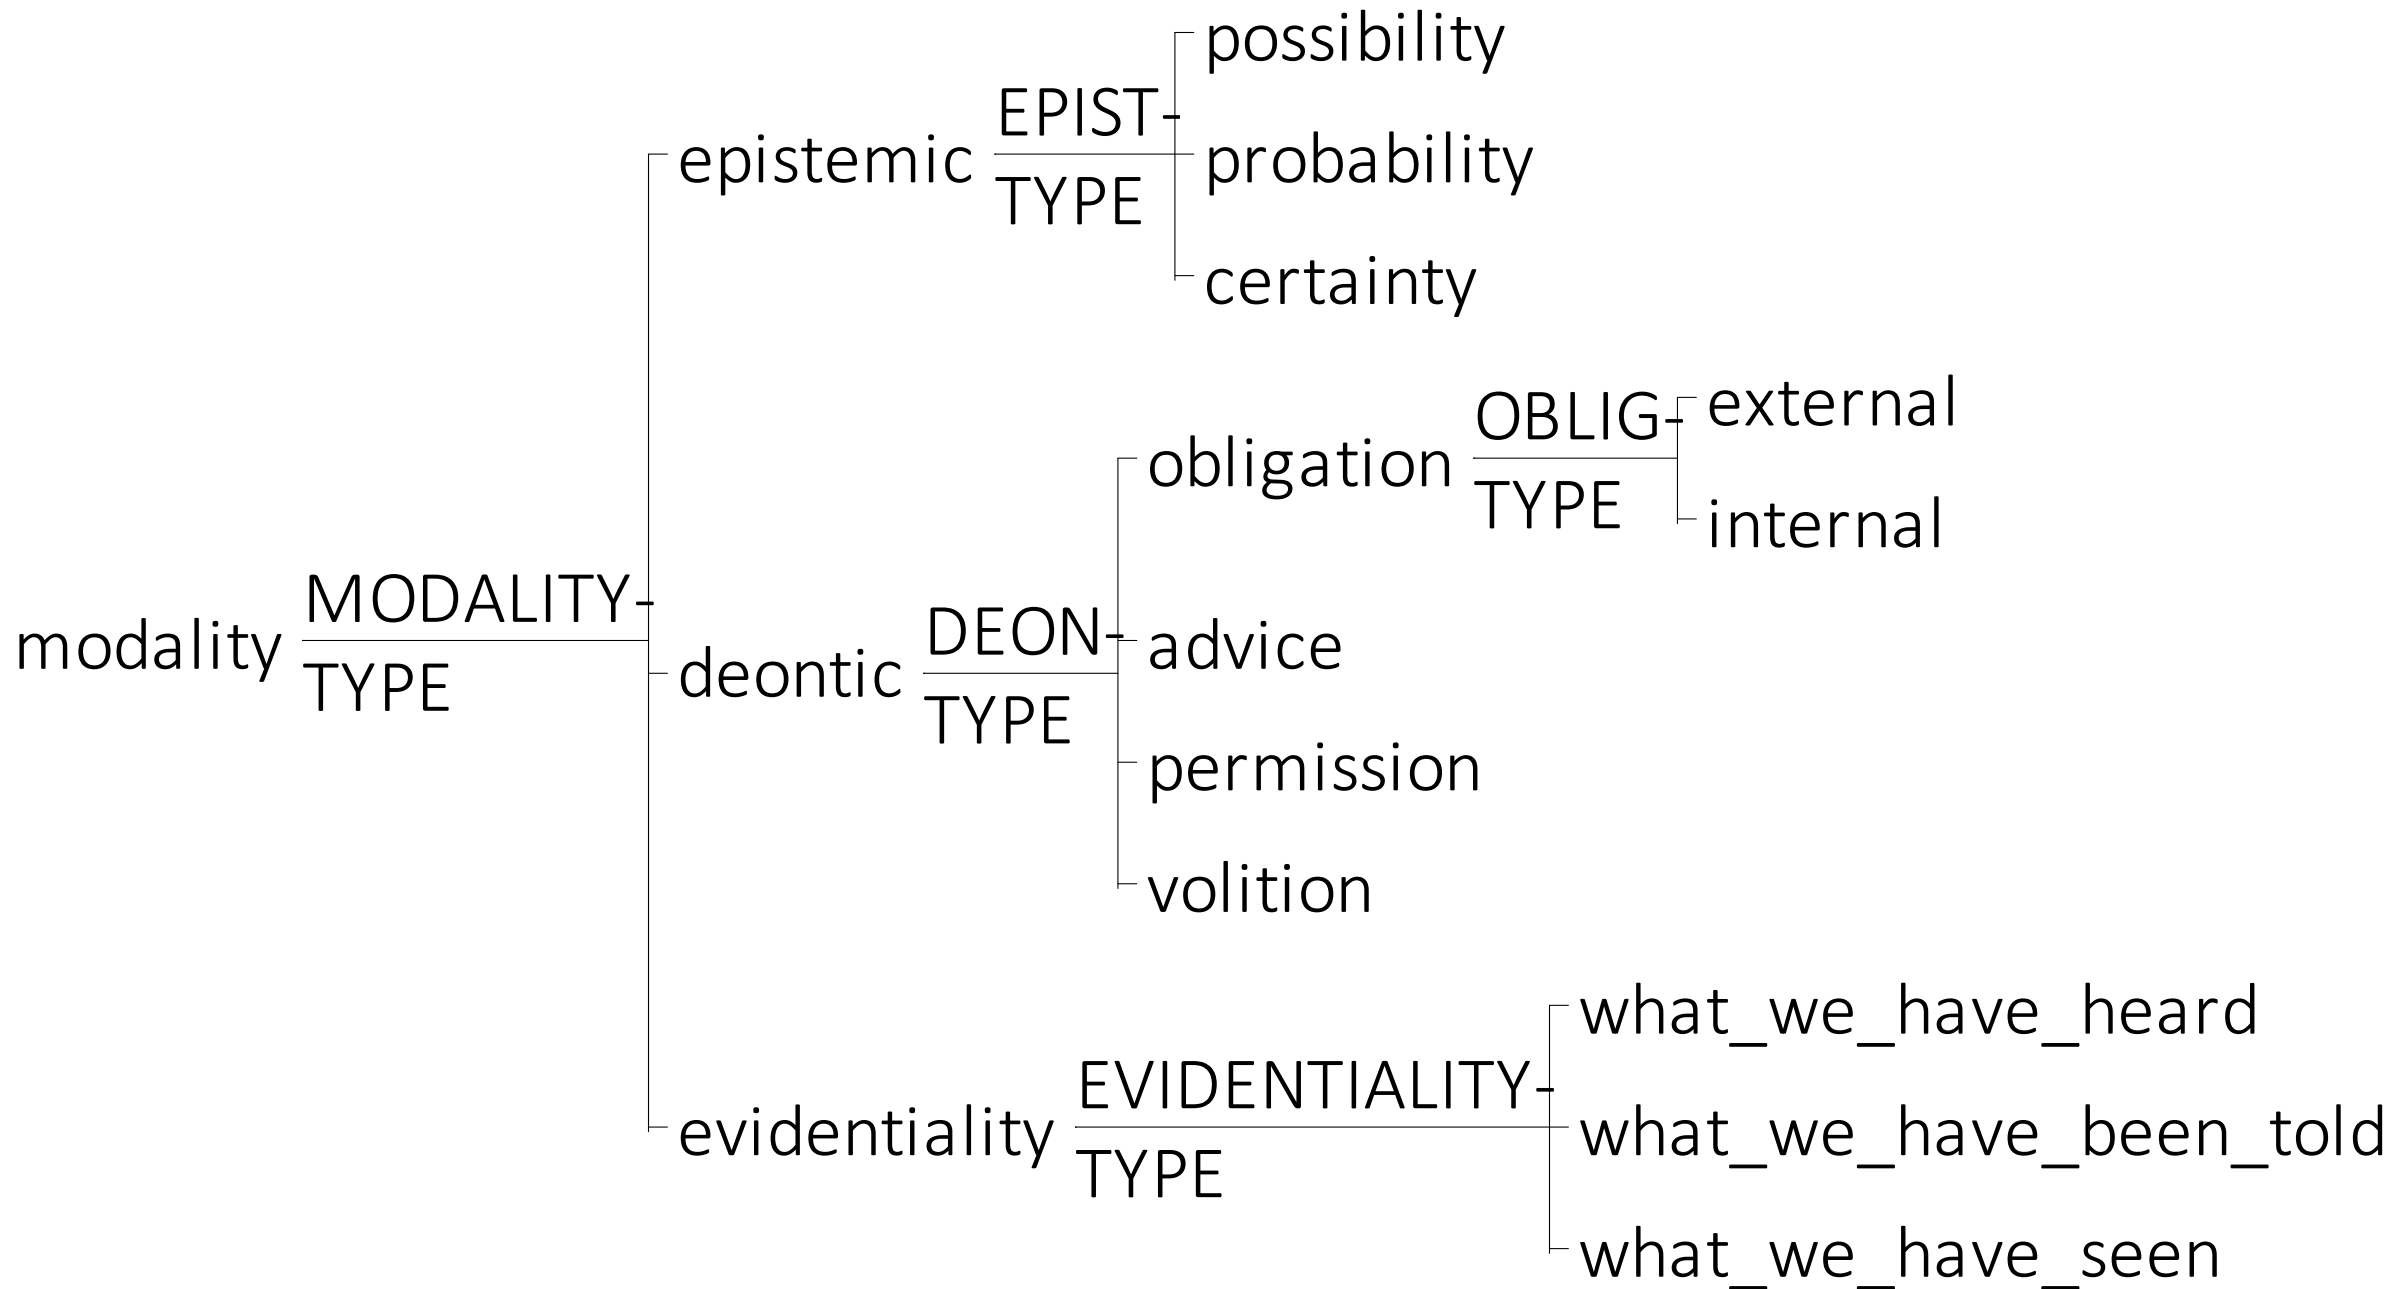 possibility
EPIST-
epistemic
probability
TYPE
certainty
external
OBLIG-
obligation
TYPE
internal
MODALITY-
modality
TYPE
DEON-
advice
deontic
TYPE
permission
volition
what_we_have_heard
EVIDENTIALITY-
evidentiality
what_we_have_been_told
TYPE
what_we_have_seen